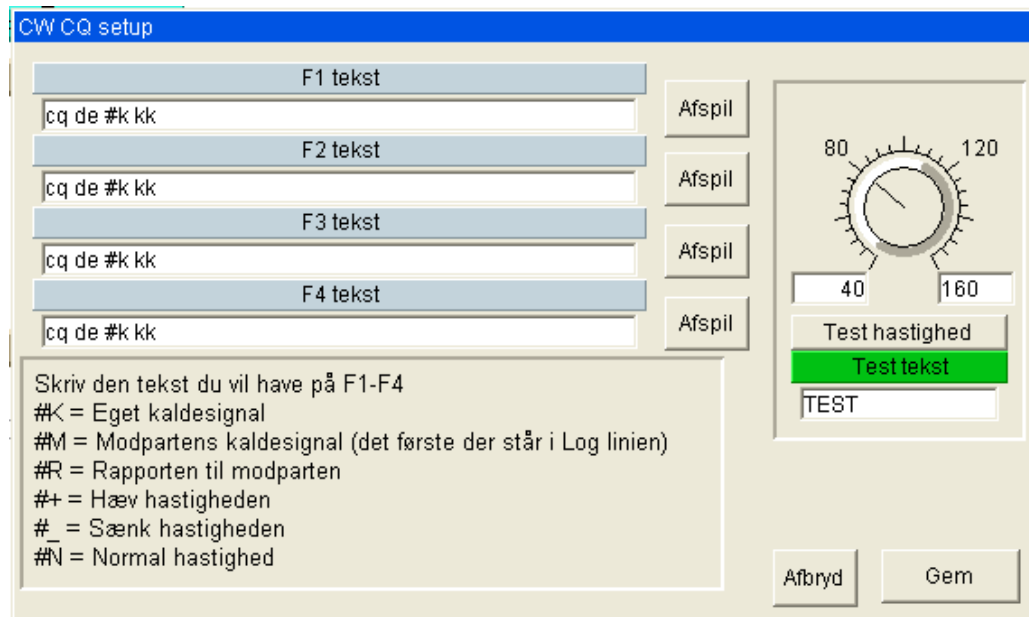 CW CQ setup
F1 tekst
cq de #k kk
Afspil
F2 tekst
cq de #k kk
Afspil
F3 tekst
cq de #k kk
Afspil
F4 tekst
cq de #k kk
Afspil
Skriv den tekst du vil have på F1-F4
#K = Eget kaldesignal
#M = Modpartens kaldesignal (det første der står i Log linien)
#R = Rapporten til modparten
#+ = Hæv hastigheden
#_ = Sænk hastigheden
#N = Normal hastighed
80
120
40
160
Test hastighed
Test tekst
TEST
Afbryd
Gem